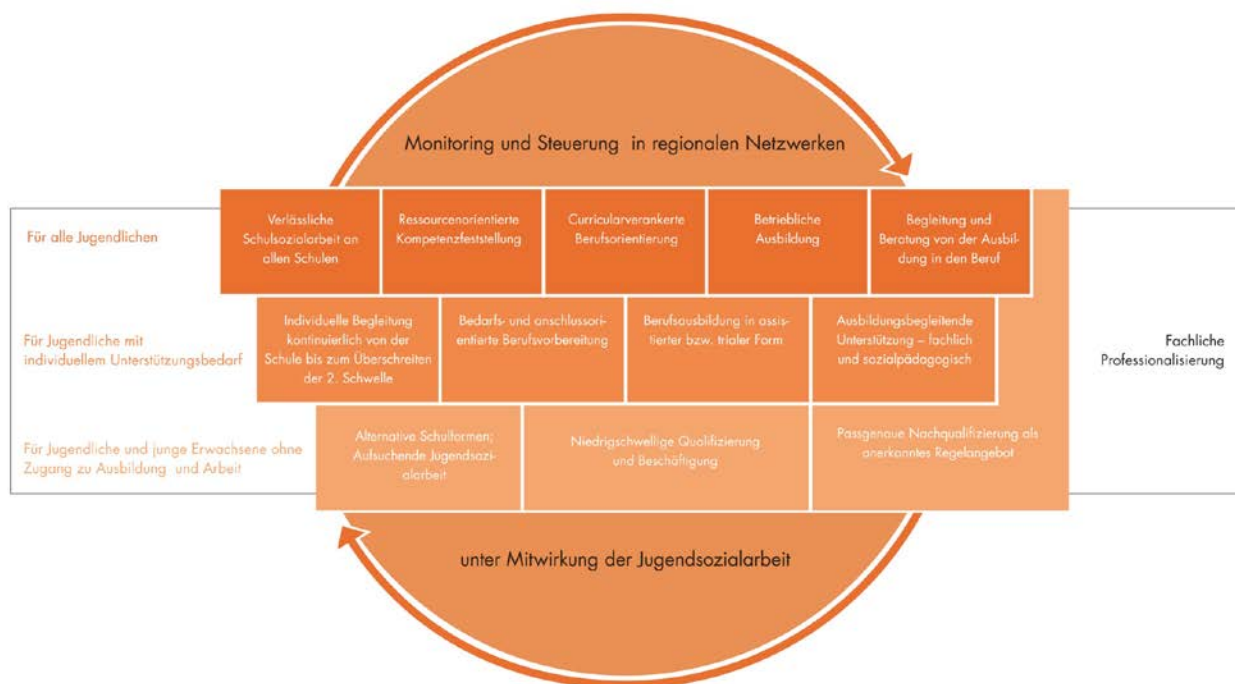 Monitoring und Steuerung in regionalen Netzwerken
Für alle Jugendlichen
Verlässliche
Schulsozialarbeit an
allen Schulen
Ressourcenorientierte
Kompetenzfeststellung
Curricularverankerte
Berufsorientierung
Betriebliche
Ausbildung
Begleitung und
Beratung von der Ausbil-
dung in den Beruf
Für Jugendliche mit
individuellem Unterstützungsbedarf
Individuelle Begleitung
kontinuierlich von der
Schule bis zum Überschreiten
der 2. Schwelle
Bedarfs- und anschlussori-
entierte Berufsvorbereitung
Berufsausbildung in assis-
tierter bzw. trialer Form
Ausbildungsbegleitende
Unterstützung – fachlich
und sozialpädagogisch
Fachliche
Professionalisierung
Für Jugendliche und junge Erwachsene ohne
Zugang zu Ausbildung und Arbeit
Alternative Schulformen;
Aufsuchende Jugendsozi-
alarbeit
Niedrigschwellige Qualifizierung
und Beschäftigung
Passgenaue Nachqualifizierung als
anerkanntes Regelangebot
unter Mitwirkung der Jugendsozialarbeit